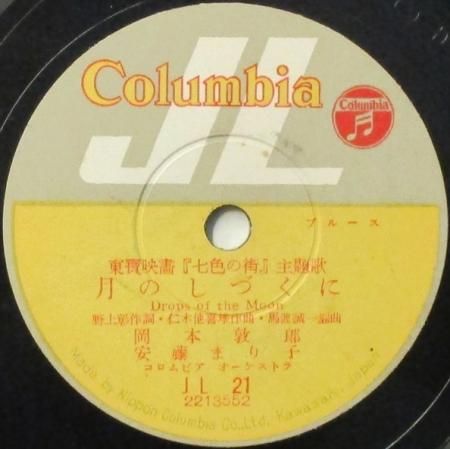 JL
Columbia
Columbia
ブルース
東寶映畫『七色の街』主題歌
月のしづくに
Drops of the Moon
野上彰作詞・仁木他喜雄作曲・馬渡誠一編曲
岡本敦郎
安藤まり子
コロムビア オーケストラ
JL 21
2213552
Made by Nippon Columbia Co., Ltd., Kawasaki, Japan